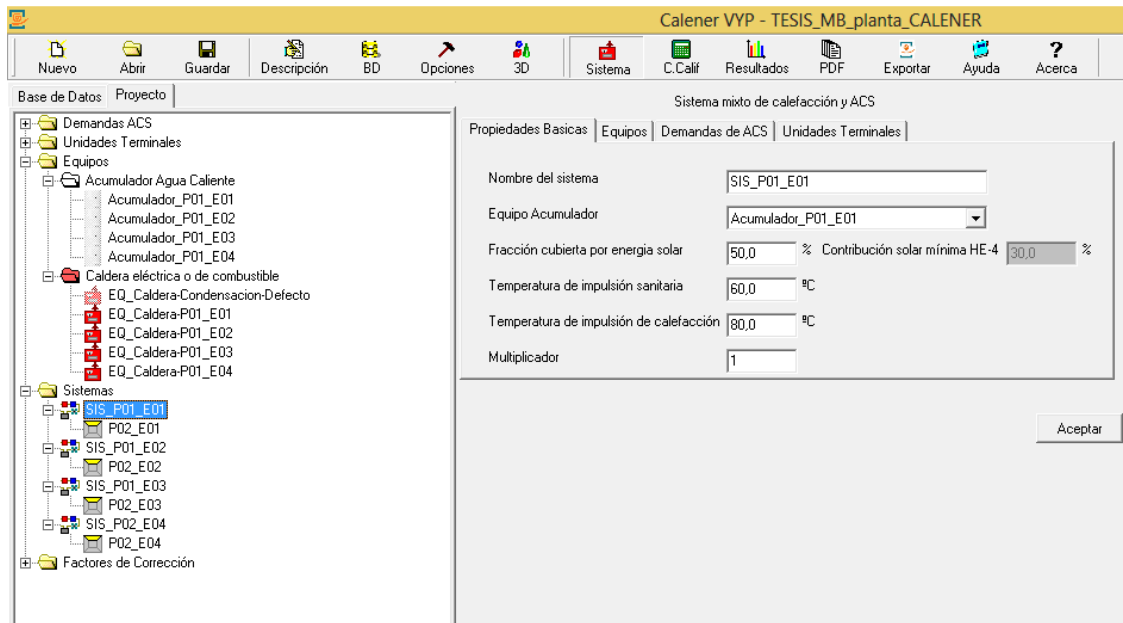 Calener VYP - TESIS_MB_planta_CALENER
Nuevo Abrir Guardar Descripción BD Opciones 3D Sistema C.Calif Resultados PDF Exportar Ayuda Acerca
Base de Datos Proyecto
Demandas ACS
Unidades Terminales
Equipos
Acumulador Agua Caliente
Acumulador_P01_E01
Acumulador_P01_E02
Acumulador_P01_E03
Acumulador_P01_E04
Caldera eléctrica o de combustible
EQ_Caldera-Condensacion-Defecto
EQ_Caldera-P01_E01
EQ_Caldera-P01_E02
EQ_Caldera-P01_E03
EQ_Caldera-P01_E04
Sistemas
SIS_P01_E01
P02_E01
SIS_P01_E02
P02_E02
SIS_P01_E03
P02_E03
SIS_P02_E04
P02_E04
Factores de Corrección
Sistema mixto de calefacción y ACS
Propiedades Basicas Equipos Demandas de ACS Unidades Terminales
Nombre del sistema SIS_P01_E01
Equipo Acumulador Acumulador_P01_E01
Fracción cubierta por energia solar 50,0 % Contribución solar mínima HE-4 30,0 %
Temperatura de impulsión sanitaria 60,0 ºC
Temperatura de impulsión de calefacción 80,0 ºC
Multiplicador 1
Aceptar